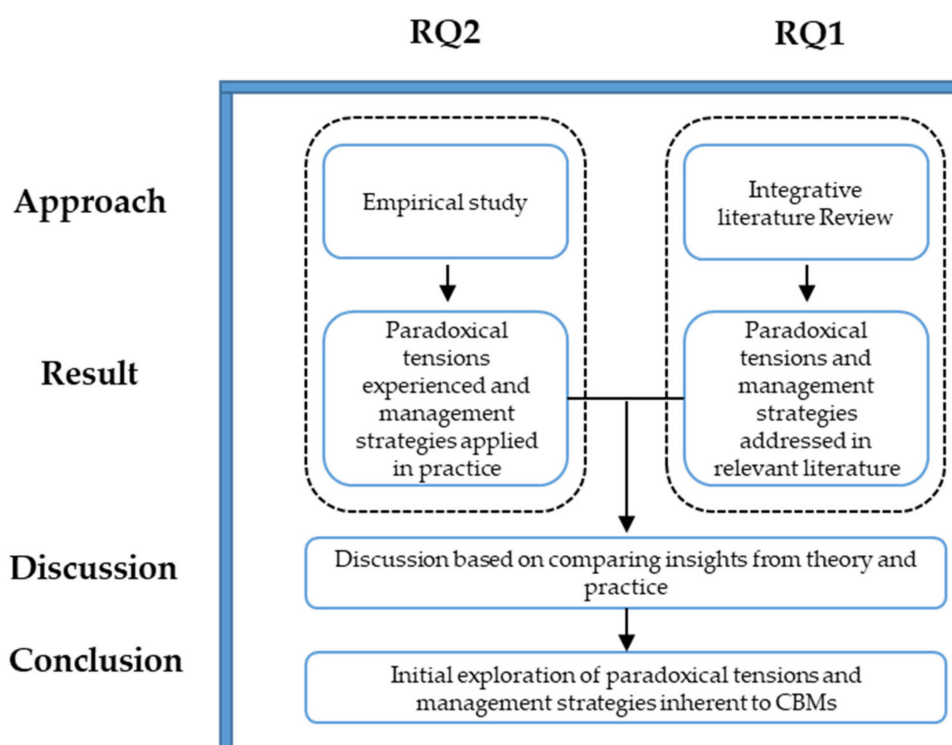 RQ2
RQ1
Approach
Empirical study
Integrative
literature Review
Result
Paradoxical
tensions
experienced and
management
strategies applied
in practice
Paradoxical
tensions and
management
strategies
addressed in
relevant literature
Discussion
Discussion based on comparing insights from theory and
practice
Conclusion
Initial exploration of paradoxical tensions and
management strategies inherent to CBMs